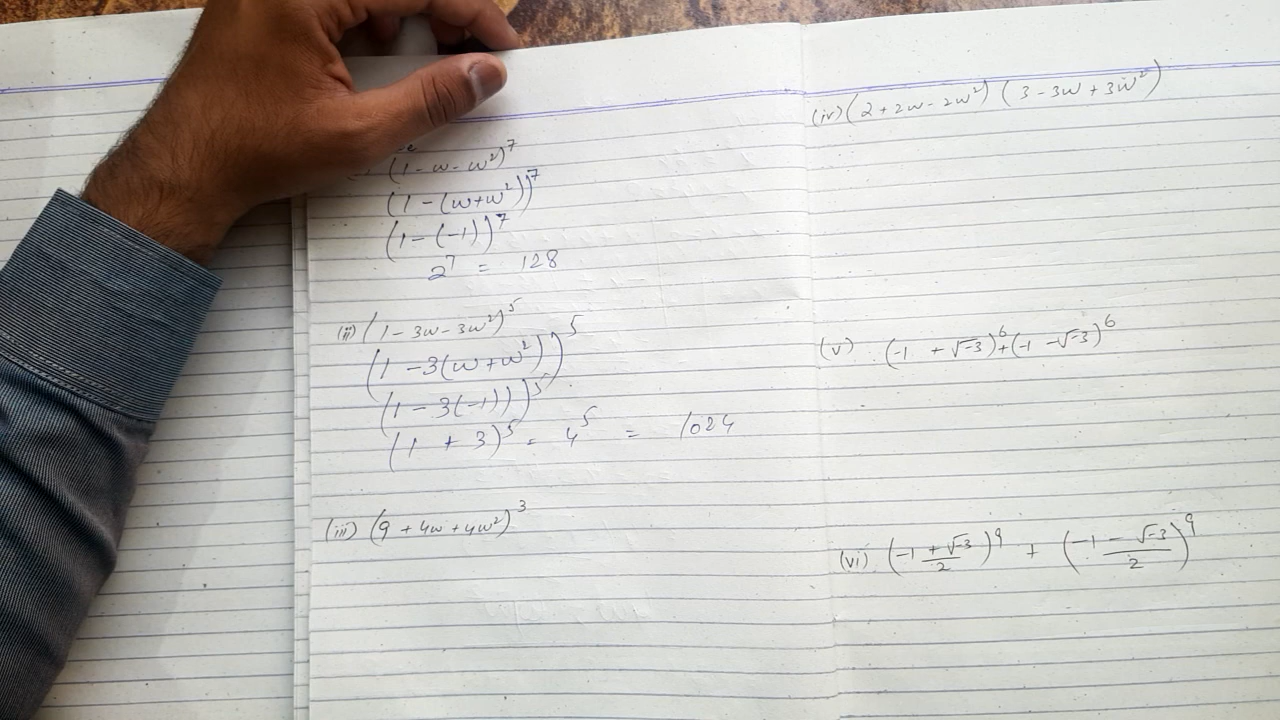 (1 - ω - ω²)⁷
(1 - (ω+ω²))⁷
(1 - (-1))⁷
2⁷ = 128
(ii) (1 - 3ω - 3ω²)⁵
(1 - 3(ω + ω²))⁵
(1 - 3(-1)))⁵
(1 + 3)⁵ = 4⁵ = 1024
(iii) (9 + 4ω + 4ω²)³
(iv) (2 + 2ω - 2ω²) (3 - 3ω + 3ω²)
(v) (-1 + √-3)⁶ + (-1 - √-3)⁶
(vi) (-1 + √-3 / 2)⁹ + (-1 - √-3 / 2)⁹